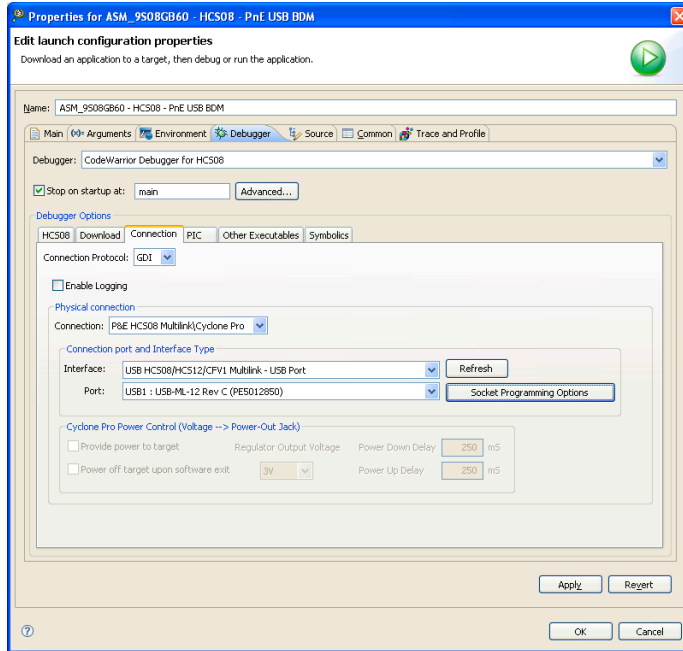 Properties for ASM_9S08GB60 - HCS08 - PnE USB BDM
Edit launch configuration properties
Download an application to a target, then debug or run the application.
Name: ASM_9S08GB60 - HCS08 - PnE USB BDM
Main (x)= Arguments Environment Debugger Source Common Trace and Profile
Debugger: CodeWarrior Debugger for HCS08
Stop on startup at: main Advanced...
Debugger Options
HCS08 Download Connection PIC Other Executables Symbolics
Connection Protocol: GDI
Enable Logging
Physical connection
Connection: P&E HCS08 Multilink\Cyclone Pro
Connection port and Interface Type
Interface: USB HCS08/HCS12/CFV1 Multilink - USB Port Refresh
Port: USB1 : USB-ML-12 Rev C (PE5012850) Socket Programming Options
Cyclone Pro Power Control (Voltage --> Power-Out Jack)
Provide power to target Regulator Output Voltage Power Down Delay 250 mS
Power off target upon software exit 3V Power Up Delay 250 mS
Apply Revert
? OK Cancel